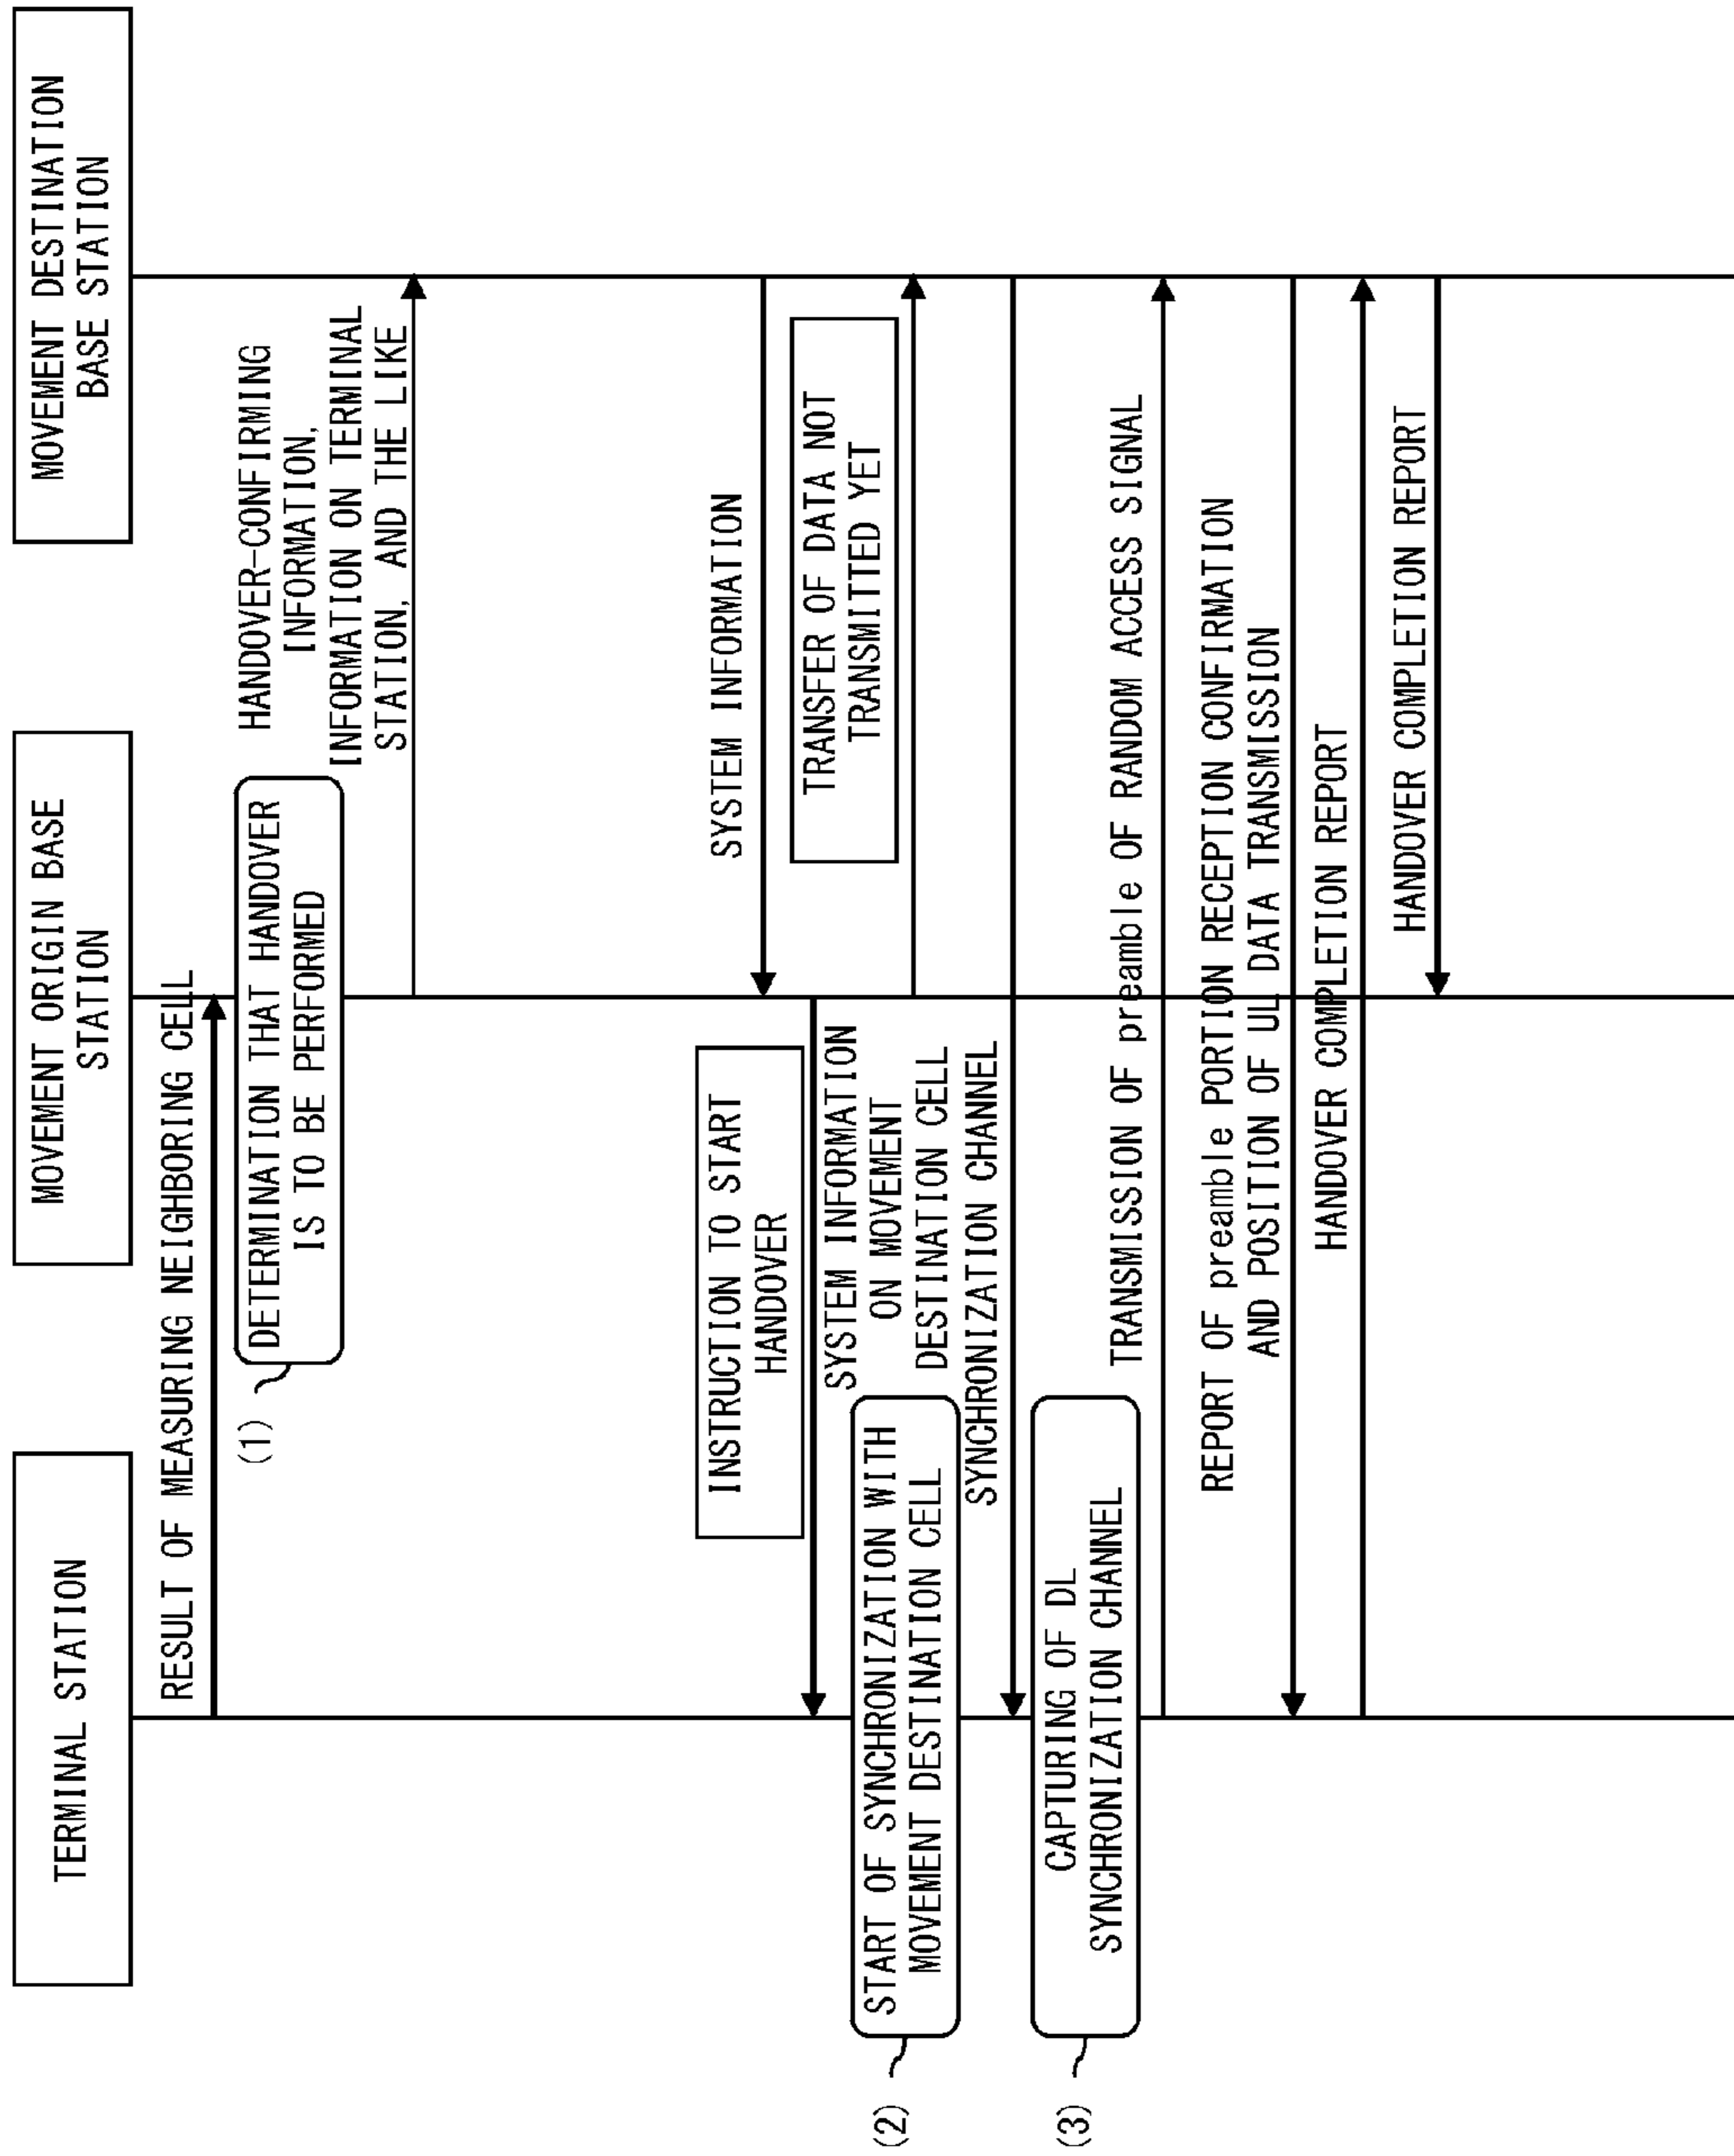 TERMINAL STATION
MOVEMENT ORIGIN BASE
STATION
MOVEMENT DESTINATION
BASE STATION
RESULT OF MEASURING NEIGHBORING CELL
(1)
DETERMINATION THAT HANDOVER
IS TO BE PERFORMED
HANDOVER-CONFIRMING
INFORMATION,
INFORMATION ON TERMINAL
STATION, AND THE LIKE
SYSTEM INFORMATION
INSTRUCTION TO START
HANDOVER
TRANSFER OF DATA NOT
TRANSMITTED YET
SYSTEM INFORMATION
ON MOVEMENT
DESTINATION CELL
(2)
START OF SYNCHRONIZATION WITH
MOVEMENT DESTINATION CELL
SYNCHRONIZATION CHANNEL
(3)
CAPTURING OF DL
SYNCHRONIZATION CHANNEL
TRANSMISSION OF preamble OF RANDOM ACCESS SIGNAL
REPORT OF preamble PORTION RECEPTION CONFIRMATION
AND POSITION OF UL DATA TRANSMISSION
HANDOVER COMPLETION REPORT
HANDOVER COMPLETION REPORT